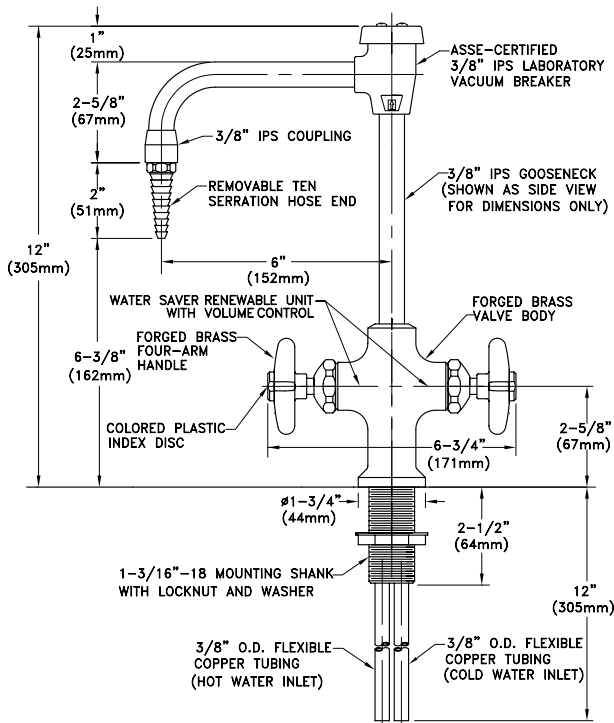 1"
(25mm)
2-5/8"
(67mm)
2"
(51mm)
12"
(305mm)
6-3/8"
(162mm)
ASSE-CERTIFIED
3/8" IPS LABORATORY
VACUUM BREAKER
3/8" IPS COUPLING
REMOVABLE TEN
SERRATION HOSE END
3/8" IPS GOOSENECK
(SHOWN AS SIDE VIEW
FOR DIMENSIONS ONLY)
6"
(152mm)
WATER SAVER RENEWABLE UNIT
WITH VOLUME CONTROL
FORGED BRASS
VALVE BODY
FORGED BRASS
FOUR-ARM
HANDLE
COLORED PLASTIC
INDEX DISC
6-3/4"
(171mm)
2-5/8"
(67mm)
ø1-3/4"
(44mm)
2-1/2"
(64mm)
1-3/16"-18 MOUNTING SHANK
WITH LOCKNUT AND WASHER
12"
(305mm)
3/8" O.D. FLEXIBLE
COPPER TUBING
(HOT WATER INLET)
3/8" O.D. FLEXIBLE
COPPER TUBING
(COLD WATER INLET)